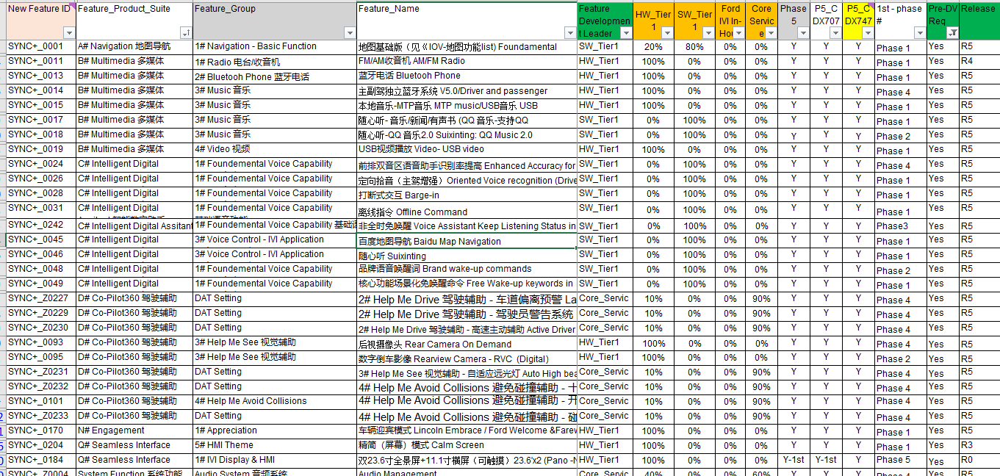 New Feature ID Feature_Product_Suite Feature_Group Feature_Name Feature Development Leader HW_Tier1 SW_Tier1 Ford IVI In-Hou Core Service Phase 5 P5_CDX707 P5_CDX747 1st - phase # Pre-DV Req Release
SYNC+_0001 A# Navigation 地图导航 1# Navigation - Basic Function 地图基础版（见《IOV-地图功能list) Foundamental SW_Tier1 20% 80% 0% 0% Y Y Y Phase 1 Yes R5
SYNC+_0011 B# Multimedia 多媒体 1# Radio 电台/收音机 FM/AM收音机 AM/FM Radio HW_Tier1 100% 0% 0% 0% Y Y Y Phase 1 Yes R4
SYNC+_0013 B# Multimedia 多媒体 2# Bluetooh Phone 蓝牙电话 蓝牙电话 Bluetooh Phone HW_Tier1 100% 0% 0% 0% Y Y Y Phase 1 Yes R5
SYNC+_0014 B# Multimedia 多媒体 3# Music 音乐 主副驾独立蓝牙系统 V5.0/Driver and passenger HW_Tier1 100% 0% 0% 0% Y Y Y Phase 4 Yes R5
SYNC+_0015 B# Multimedia 多媒体 3# Music 音乐 本地音乐-MTP音乐 MTP music/USB音乐 USB HW_Tier1 100% 0% 0% 0% Y Y Y Phase 1 Yes R5
SYNC+_0017 B# Multimedia 多媒体 3# Music 音乐 随心听- 音乐/新闻/有声书 (QQ 音乐-支持QQ SW_Tier1 0% 100% 0% 0% Y Y Y Phase 1 Yes R5
SYNC+_0018 B# Multimedia 多媒体 3# Music 音乐 随心听-QQ 音乐2.0 Suixinting: QQ Music 2.0 SW_Tier1 0% 100% 0% 0% Y Y Y Phase 2 Yes R5
SYNC+_0019 B# Multimedia 多媒体 4# Video 视频 USB视频播放 Video- USB video HW_Tier1 100% 0% 0% 0% Y Y Y Phase 1 Yes R5
SYNC+_0024 C# Intelligent Digital 1# Foundemental Voice Capability 前排双音区语音助手识别率提高 Enhanced Accuracy for SW_Tier1 0% 100% 0% 0% Y Y Y Phase 4 Yes R5
SYNC+_0026 C# Intelligent Digital 1# Foundemental Voice Capability 定向拾音（主驾增强）Oriented Voice recognition (Drive SW_Tier1 0% 100% 0% 0% Y Y Y Phase 1 Yes R5
SYNC+_0028 C# Intelligent Digital 1# Foundemental Voice Capability 打断式交互 Barge-in SW_Tier1 0% 100% 0% 0% Y Y Y Phase 1 Yes R5
SYNC+_0031 C# Intelligent Digital 1# Foundemental Voice Capability 离线指令 Offline Command SW_Tier1 0% 100% 0% 0% Y Y Y Phase 1 Yes R5
SYNC+_0242 C# Intelligent Digital Assitant 1# Foundemental Voice Capability 基础语 非全时免唤醒 Voice Assistant Keep Listening Status in SW_Tier1 0% 100% 0% 0% Y Y Y Phase3 Yes R5
SYNC+_0045 C# Intelligent Digital 3# Voice Control - IVI Application 百度地图导航 Baidu Map Navigation SW_Tier1 0% 100% 0% 0% Y Y Y Phase 1 Yes R5
SYNC+_0046 C# Intelligent Digital 3# Voice Control - IVI Application 随心听 Suixinting SW_Tier1 0% 100% 0% 0% Y Y Y Phase 1 Yes R5
SYNC+_0048 C# Intelligent Digital 1# Foundemental Voice Capability 品牌语音唤醒词 Brand wake-up commands SW_Tier1 0% 100% 0% 0% Y Y Y Phase 2 Yes R5
SYNC+_0049 C# Intelligent Digital 1# Foundemental Voice Capability 核心功能场景化免唤醒命令 Free Wake-up keywords in SW_Tier1 0% 100% 0% 0% Y Y Y Phase 1 Yes R5
SYNC+_Z0227 D# Co-Pilot360 驾驶辅助 DAT Setting 2# Help Me Drive 驾驶辅助 - 车道偏离预警 La Core_Servic 10% 0% 0% 90% Y Y Y Phase 4 Yes R5
SYNC+_Z0229 D# Co-Pilot360 驾驶辅助 DAT Setting 2# Help Me Drive 驾驶辅助 - 驾驶员警告系统 Core_Servic 10% 0% 0% 90% Y Y Y Phase 4 Yes R5
SYNC+_Z0230 D# Co-Pilot360 驾驶辅助 DAT Setting 2# Help Me Drive 驾驶辅助 - 高速主动辅助 Active Driver Core_Servic 10% 0% 0% 90% Y Y Y Phase 4 Yes R5
SYNC+_0093 D# Co-Pilot360 驾驶辅助 3# Help Me See 视觉辅助 后视摄像头 Rear Camera On Demand HW_Tier1 100% 0% 0% 0% Y Y Y Phase 4 Yes R5
SYNC+_0095 D# Co-Pilot360 驾驶辅助 3# Help Me See 视觉辅助 数字倒车影像 Rearview Camera - RVC (Digital) HW_Tier1 100% 0% 0% 0% Y Y Y Phase 2 Yes R5
SYNC+_Z0231 D# Co-Pilot360 驾驶辅助 DAT Setting 3# Help Me See 视觉辅助 - 自适应远光灯 Auto High bea Core_Servic 10% 0% 0% 90% Y Y Y Phase 4 Yes R5
SYNC+_Z0232 D# Co-Pilot360 驾驶辅助 DAT Setting 4# Help Me Avoid Collisions 避免碰撞辅助 - 十 Core_Servic 10% 0% 0% 90% Y Y Y Phase 4 Yes R5
SYNC+_0101 D# Co-Pilot360 驾驶辅助 4# Help Me Avoid Collisions 4# Help Me Avoid Collisions 避免碰撞辅助 - 开 Core_Servic 10% 0% 0% 90% Y Y Y Phase 4 Yes R5
SYNC+_Z0233 D# Co-Pilot360 驾驶辅助 DAT Setting 4# Help Me Avoid Collisions 避免碰撞辅助 - 碰 Core_Servic 10% 0% 0% 90% Y Y Y Phase 4 Yes R5
SYNC+_0170 N# Engagement 1# Appreciation 车辆迎宾模式 Lincoln Embrace / Ford Welcome &Farew HW_Tier1 100% 0% 0% 0% Y Y Y Phase 1 Yes R5
SYNC+_0204 Q# Seamless Interface 5# HMI Theme 精简（屏幕）模式 Calm Screen HW_Tier1 100% 0% 0% 0% Y Y Y Phase 1 Yes R3
SYNC+_0184 Q# Seamless Interface 1# IVI Display & HMI 双23.6寸全景屏+11.1寸横屏（可触摸）23.6'x2 (Pano -N HW_Tier1 100% 0% 0% 0% Y-1st Y-1st Y Phase 5 Yes R0
SYNC+_Z0004 System Function 系统功能 Audio System 音频系统 Audio Management Core_Servic 40% 0% 0% 60% Y Y Y Phase 4 Yes R5